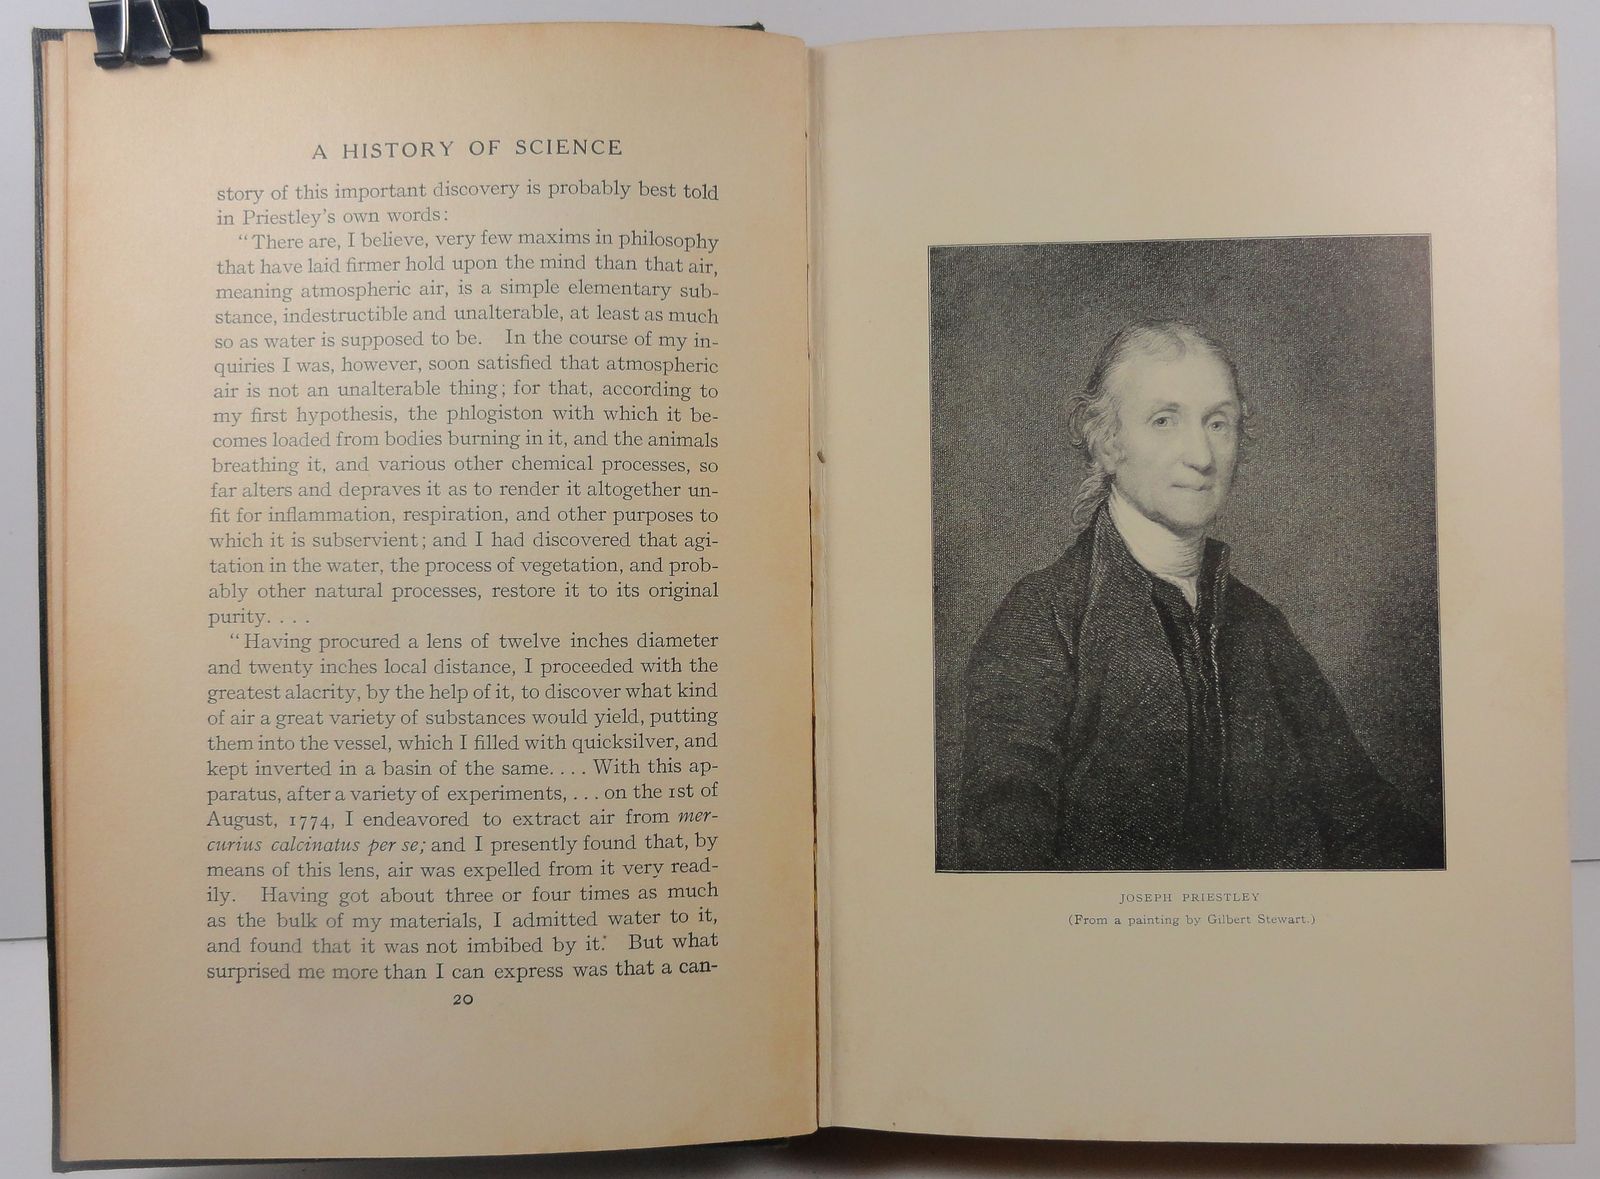 A HISTORY OF SCIENCE
story of this important discovery is probably best told
in Priestley's own words:
"There are, I believe, very few maxims in philosophy
that have laid firmer hold upon the mind than that air,
meaning atmospheric air, is a simple elementary sub-
stance, indestructible and unalterable, at least as much
so as water is supposed to be. In the course of my in-
quiries I was, however, soon satisfied that atmospheric
air is not an unalterable thing; for that, according to
my first hypothesis, the phlogiston with which it be-
comes loaded from bodies burning in it, and the animals
breathing it, and various other chemical processes, so
far alters and depraves it as to render it altogether un-
fit for inflammation, respiration, and other purposes to
which it is subservient; and I had discovered that agi-
tation in the water, the process of vegetation, and prob-
ably other natural processes, restore it to its original
purity. . . .
"Having procured a lens of twelve inches diameter
and twenty inches local distance, I proceeded with the
greatest alacrity, by the help of it, to discover what kind
of air a great variety of substances would yield, putting
them into the vessel, which I filled with quicksilver, and
kept inverted in a basin of the same. . . . With this ap-
paratus, after a variety of experiments, . . . on the 1st of
August, 1774, I endeavored to extract air from mer-
curius calcinatus per se; and I presently found that, by
means of this lens, air was expelled from it very read-
ily. Having got about three or four times as much
as the bulk of my materials, I admitted water to it,
and found that it was not imbibed by it. But what
surprised me more than I can express was that a can-
20
JOSEPH PRIESTLEY
(From a painting by Gilbert Stewart.)